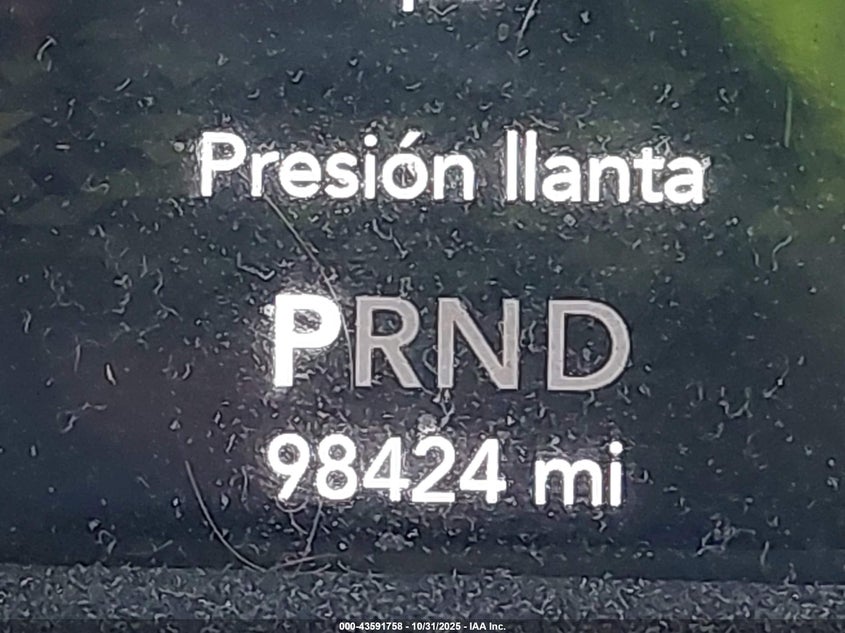 Presión llanta
PRND
98424 mi
000-43591758 - 10/31/2025 - IAA Inc.